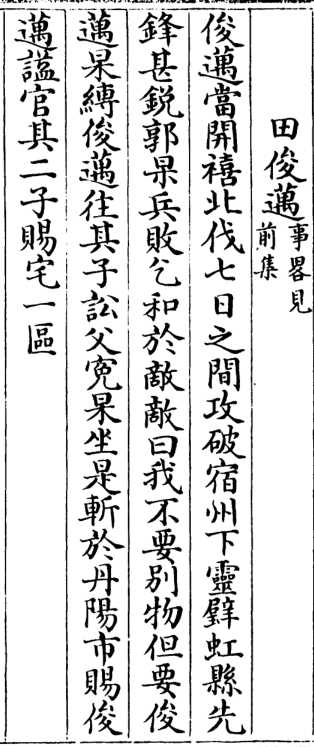 田俊邁事畧見前集
俊邁當開禧北伐七日之間攻破宿州下靈璧虹縣先
鋒甚銳郭杲兵敗乞和於敵敵曰我不要别物但要俊
邁杲縛俊邁往其子訟父寃杲坐是斬於丹陽市賜俊
邁諡官其二子賜宅一區